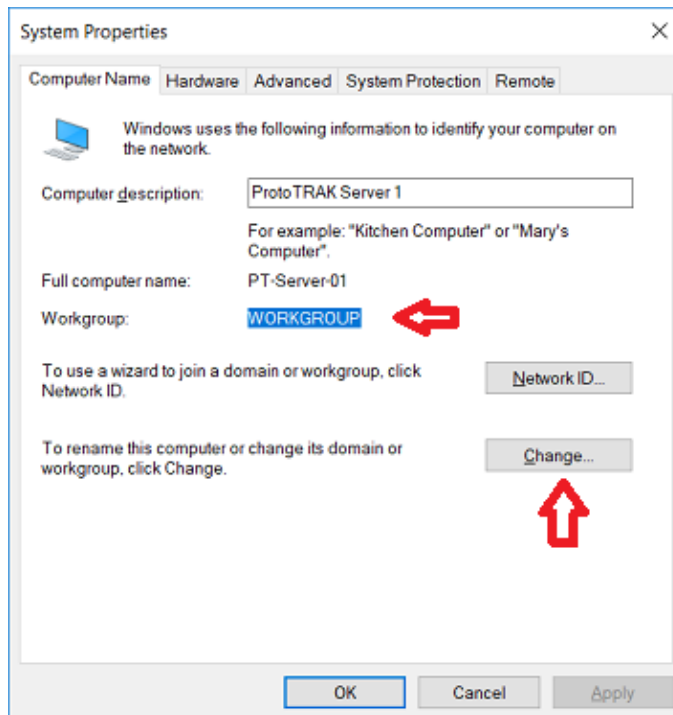 System Properties
Computer Name Hardware Advanced System Protection Remote
Windows uses the following information to identify your computer on
the network.
Computer description: ProtoTRAK Server 1
For example: "Kitchen Computer" or "Mary's
Computer".
Full computer name: PT-Server-01
Workgroup: WORKGROUP
To use a wizard to join a domain or workgroup, click
Network ID.
Network ID...
To rename this computer or change its domain or
workgroup, click Change.
Change...
OK Cancel Apply